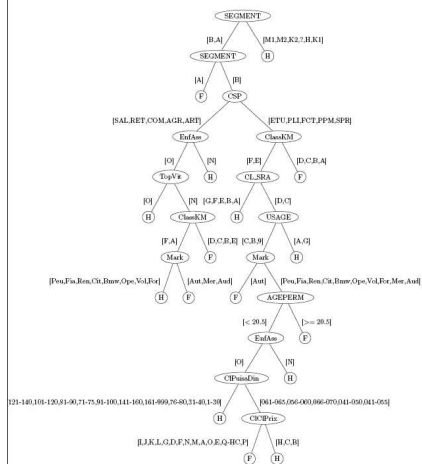 SEGMENT
[B,A] [M1,M2,K2,7,H,K1]
SEGMENT H
[A] [B]
F CSP
[SAL,RET,COM,AGR,ART] [ETU,PLI,FCT,PPM,SPB]
EnfAss ClassKM
[O] [N] [F,E] [D,C,B,A]
TopVit H CL_SRA F
[O] [N] [G,F,E,B,A] [D,C]
H ClassKM H USAGE
[F,A] [D,C,B,E] [C,B,9] [A,G]
Mark F Mark H
[Peu,Fia,Ren,Cit,Bmw,Ope,Vol,For] [Aut,Mer,Aud] [Aut] [Peu,Fia,Ren,Cit,Bmw,Ope,Vol,For,Mer,Aud]
H F F AGEPERM
[< 20.5] [>= 20.5]
EnfAss F
[O] [N]
ClPuissDin H
121-140,101-120,81-90,71-75,91-100,141-160,161-999,76-80,31-40,1-30] [061-065,056-060,066-070,041-050,041-055]
H ClClPrix
[I,J,K,L,G,D,F,N,M,A,O,E,Q-HC,P] [H,C,B]
F H